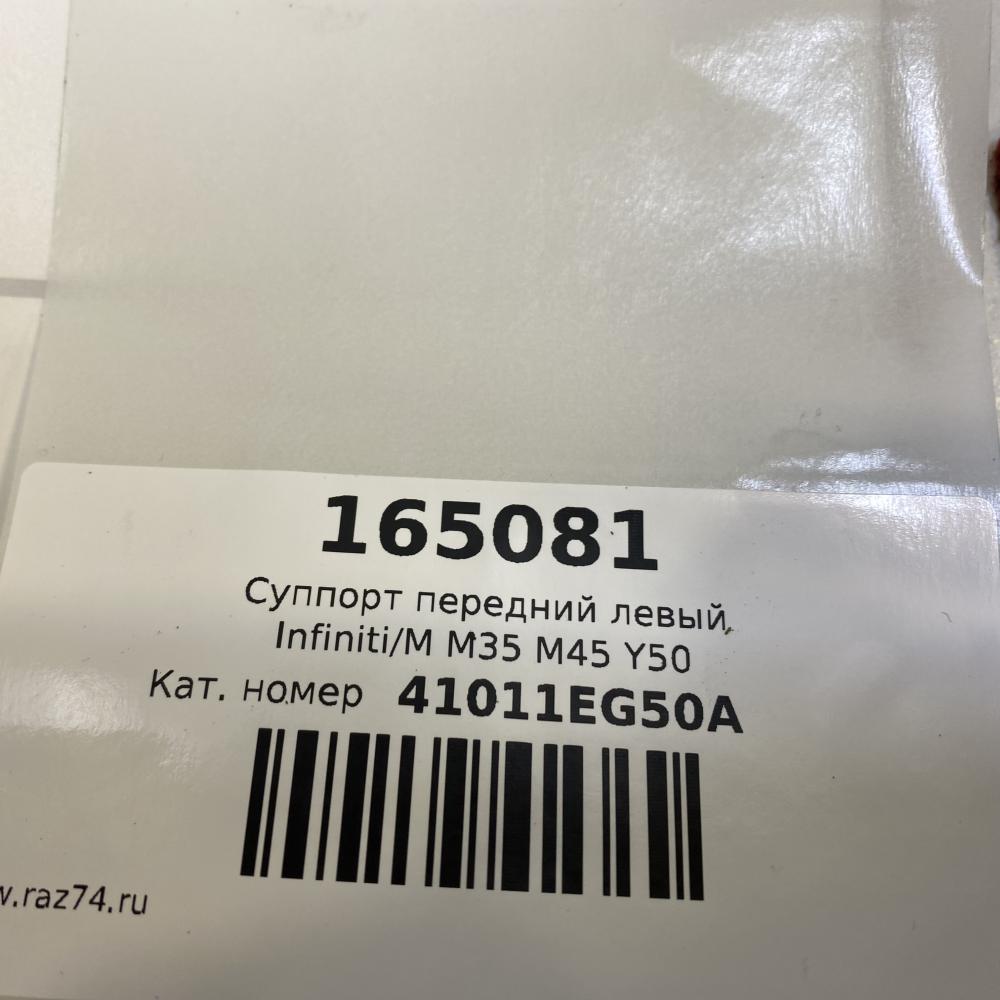 165081
Суппорт передний левый,
Infiniti/M M35 M45 Y50
Кат. номер 41011EG50A
w.raz74.ru